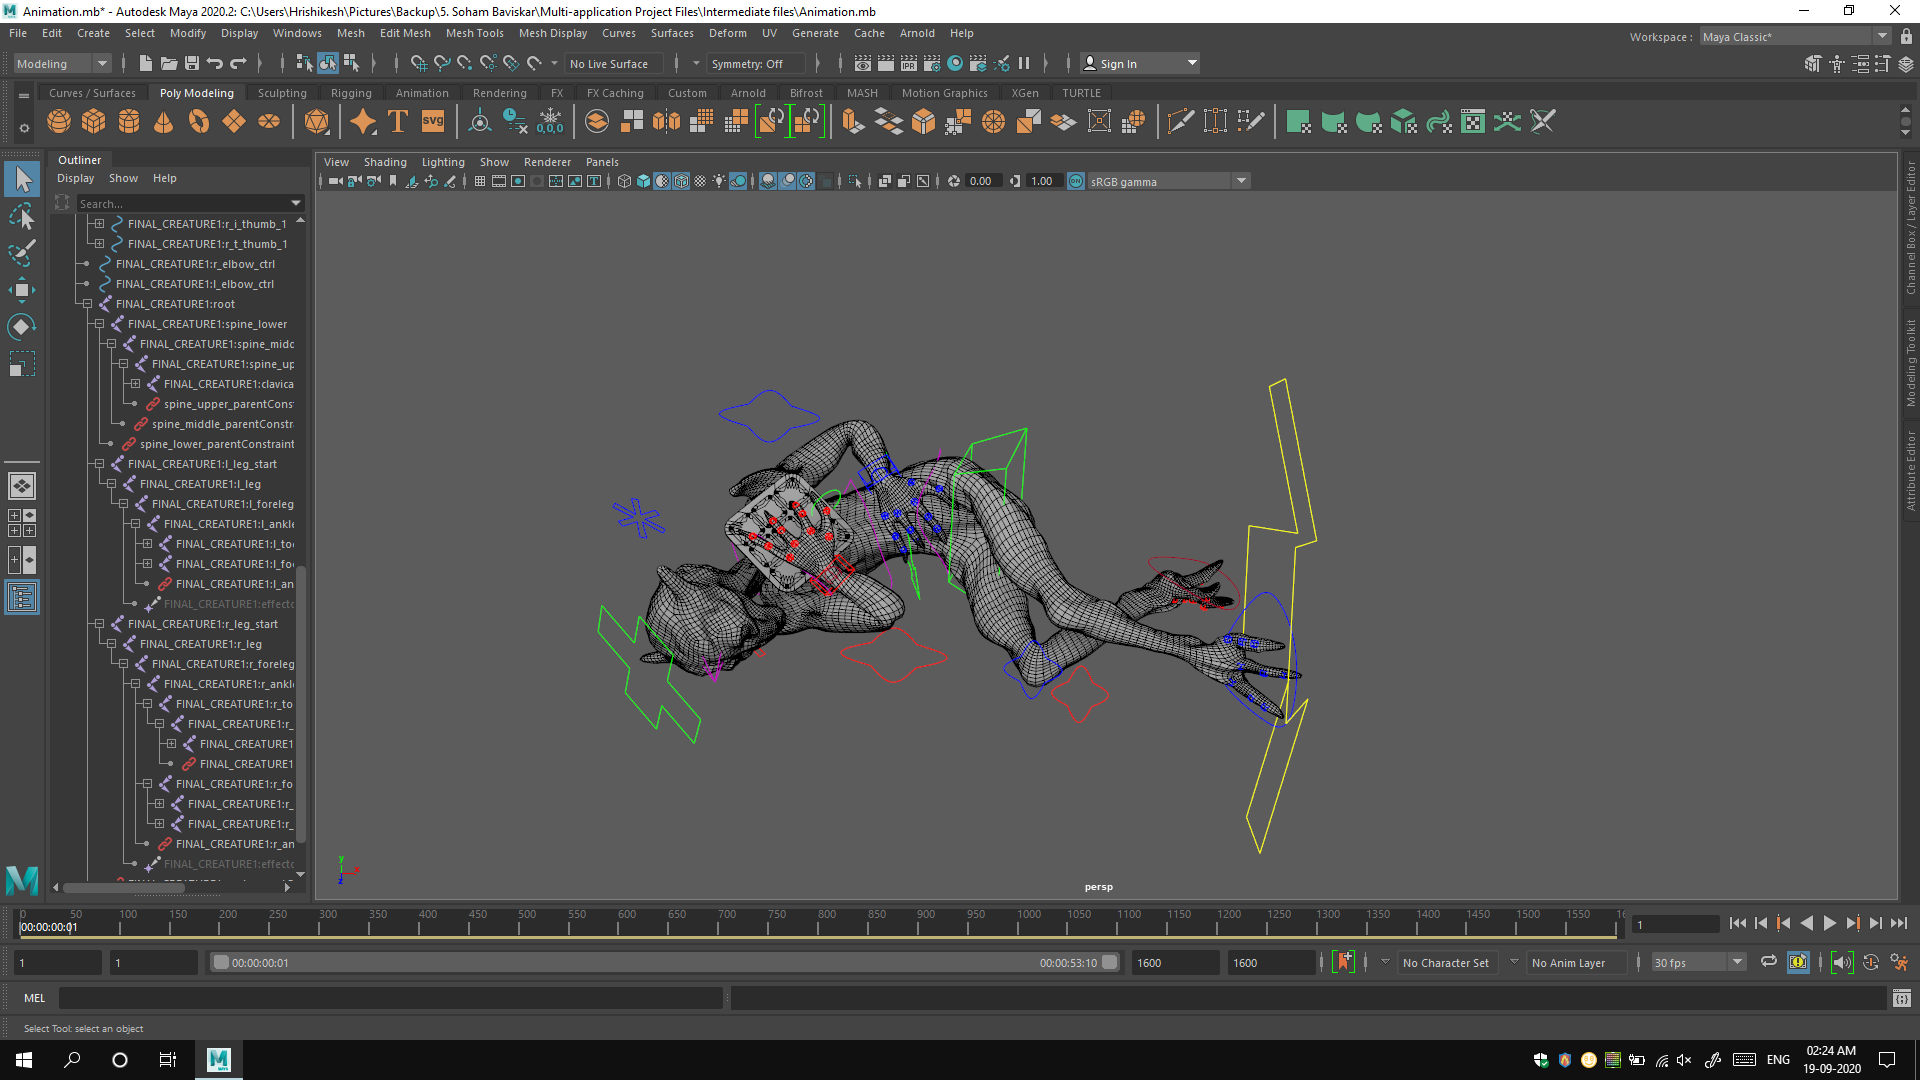 Animation.mb* - Autodesk Maya 2020.2: C:\Users\Hrishikesh\Pictures\Backup\5. Soham Baviskar\Multi-application Project Files\Intermediate files\Animation.mb
File Edit Create Select Modify Display Windows Mesh Edit Mesh Mesh Tools Mesh Display Curves Surfaces Deform UV Generate Cache Arnold Help
Workspace : Maya Classic*
Modeling No Live Surface Symmetry: Off IPR Sign In
Curves / Surfaces Poly Modeling Sculpting Rigging Animation Rendering FX FX Caching Custom Arnold Bifrost MASH Motion Graphics XGen TURTLE
T svg 0,0,0
Outliner
Display Show Help
Search...
View Shading Lighting Show Renderer Panels
0.00 1.00 ON sRGB gamma
FINAL_CREATURE1:r_i_thumb_1
FINAL_CREATURE1:r_t_thumb_1
FINAL_CREATURE1:r_elbow_ctrl
FINAL_CREATURE1:l_elbow_ctrl
FINAL_CREATURE1:root
FINAL_CREATURE1:spine_lower
FINAL_CREATURE1:spine_midd
FINAL_CREATURE1:spine_up
FINAL_CREATURE1:clavica
spine_upper_parentCons
spine_middle_parentConstr
spine_lower_parentConstraint
FINAL_CREATURE1:l_leg_start
FINAL_CREATURE1:l_leg
FINAL_CREATURE1:l_foreleg
FINAL_CREATURE1:l_ankl
FINAL_CREATURE1:l_to
FINAL_CREATURE1:l_fo
FINAL_CREATURE1:l_an
FINAL_CREATURE1:effecto
FINAL_CREATURE1:r_leg_start
FINAL_CREATURE1:r_leg
FINAL_CREATURE1:r_foreleg
FINAL_CREATURE1:r_ankl
FINAL_CREATURE1:r_to
FINAL_CREATURE1:r_
FINAL_CREATURE1
FINAL_CREATURE1
FINAL_CREATURE1:r_fo
FINAL_CREATURE1:r_
FINAL_CREATURE1:r_
FINAL_CREATURE1:r_an
FINAL_CREATURE1:effecto
Channel Box / Layer Editor
Modeling Toolkit
Attribute Editor
y
x
z
persp
0 50 100 150 200 250 300 350 400 450 500 550 600 650 700 750 800 850 900 950 1000 1050 1100 1150 1200 1250 1300 1350 1400 1450 1500 1550
00:00:00:01
1
1 1 00:00:00:01 00:00:53:10 1600 1600 No Character Set No Anim Layer 30 fps
MEL
Select Tool: select an object
ENG
02:24 AM
19-09-2020